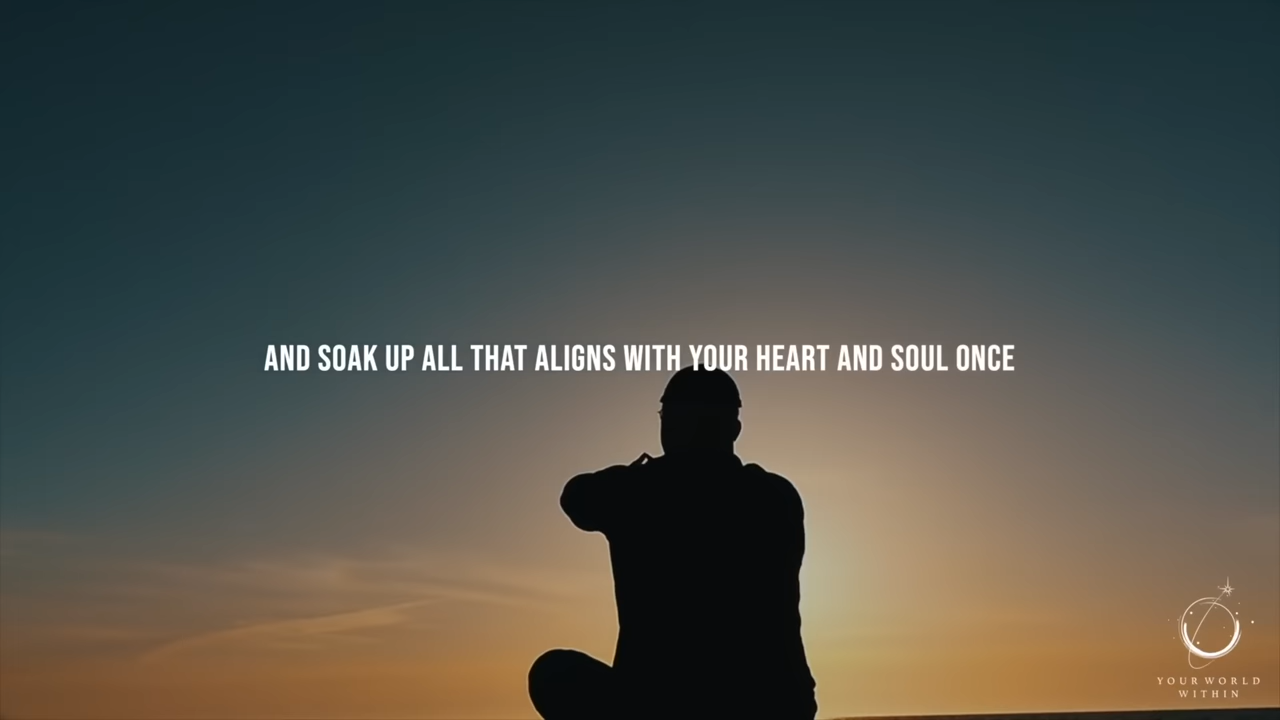 AND SOAK UP ALL THAT ALIGNS WITH YOUR HEART AND SOUL ONCE
YOUR WORLD
WITHIN